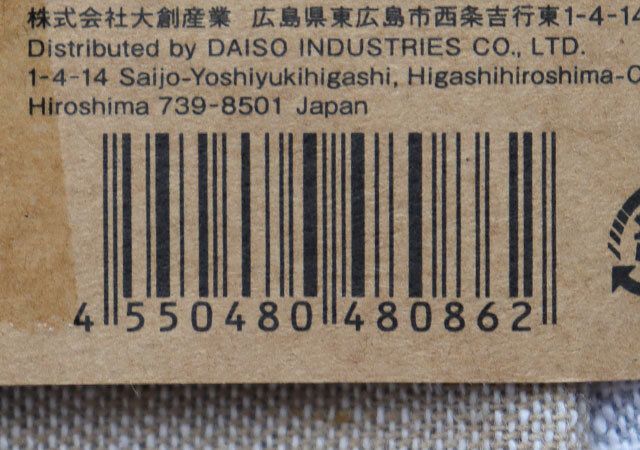 株式会社大創産業 広島県東広島市西条吉行東1-4-14
Distributed by DAISO INDUSTRIES CO., LTD.
1-4-14 Saijo-Yoshiyukihigashi, Higashihiroshima-C
Hiroshima 739-8501 Japan
4 550480 480862